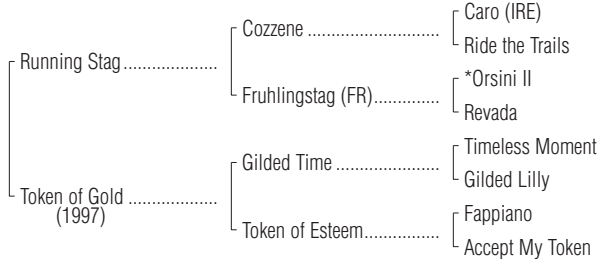 Caro (IRE)
Cozzene ........................
Ride the Trails
Running Stag ...................
*Orsini II
Fruhlingstag (FR)..............
Revada
Timeless Moment
Gilded Time ...................
Gilded Lilly
Token of Gold ..................
(1997)
Fappiano
Token of Esteem................
Accept My Token